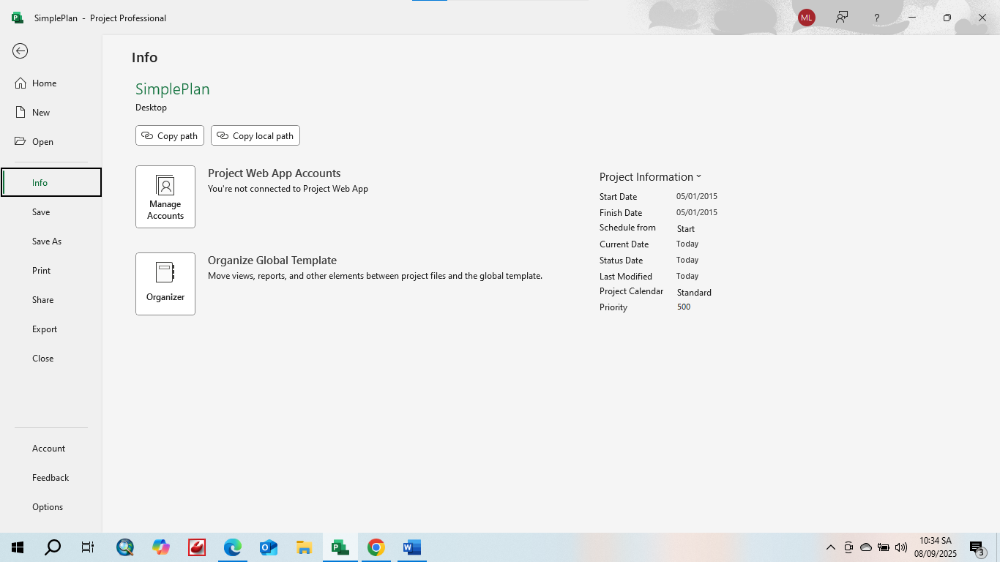 SimplePlan - Project Professional
ML
?
Info
Home
New
Open
Info
Save
Save As
Print
Share
Export
Close
Account
Feedback
Options
SimplePlan
Desktop
Copy path
Copy local path
Manage
Accounts
Project Web App Accounts
You're not connected to Project Web App
Organizer
Organize Global Template
Move views, reports, and other elements between project files and the global template.
Project Information
Start Date 05/01/2015
Finish Date 05/01/2015
Schedule from Start
Current Date Today
Status Date Today
Last Modified Today
Project Calendar Standard
Priority 500
10:34 SA
08/09/2025
3